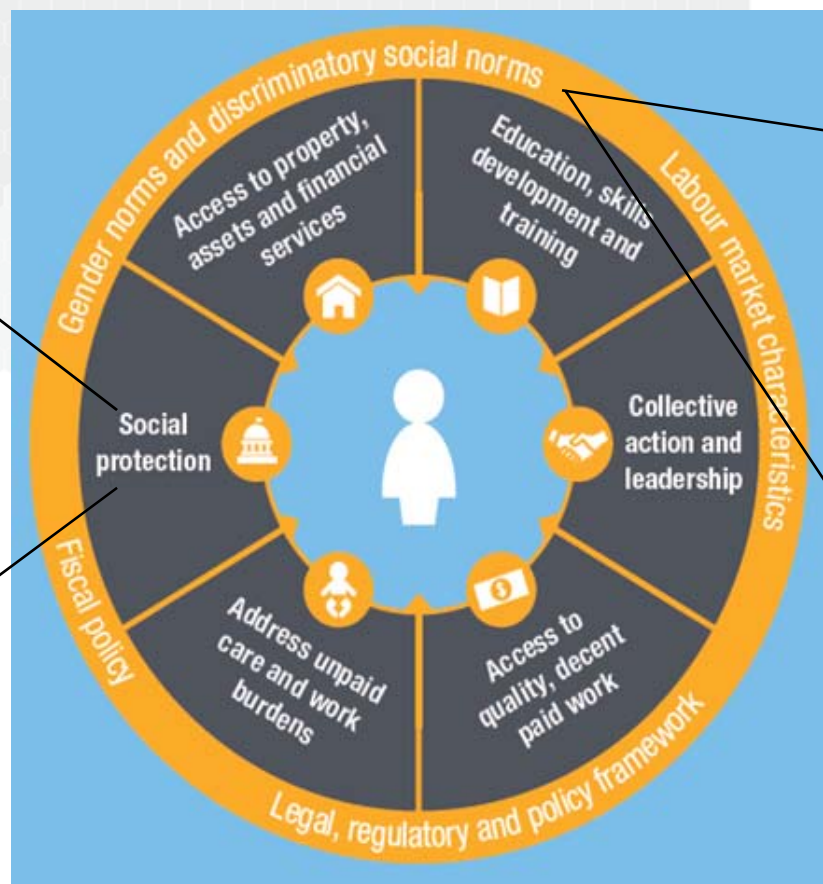 Gender norms and discriminatory social norms
Labour market characteristics
Legal, regulatory and policy framework
Fiscal policy
Access to property,
assets and financial
services
Education, skills
development and
training
Collective
action and
leadership
Access to
quality, decent
paid work
Address unpaid
care and work
burdens
Social
protection
$